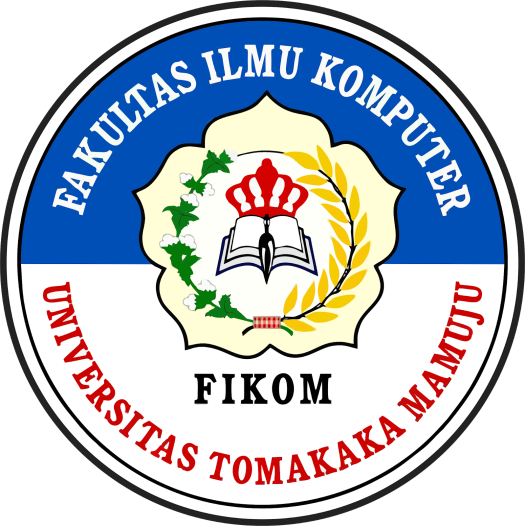 FAKULTAS ILMU KOMPUTER
FIKOM
UNIVERSITAS TOMAKAKA MAMUJU